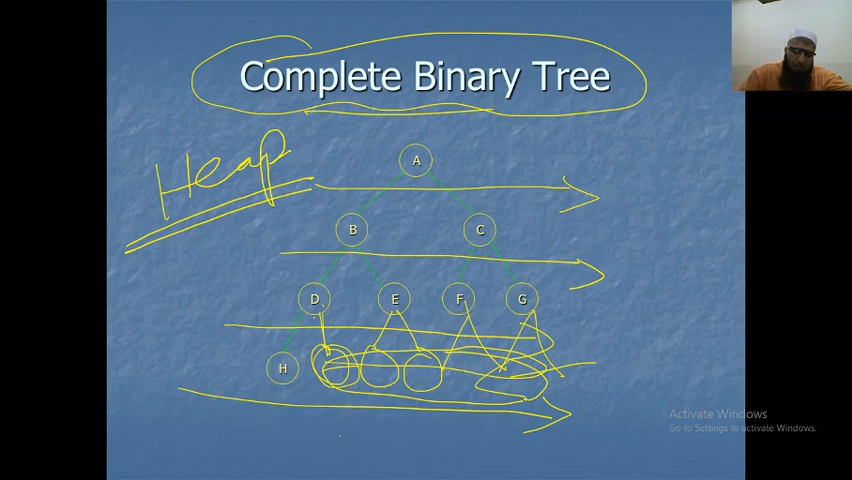 Complete Binary Tree
Heap
A
B C
D E F G
H
Activate Windows
Go to Settings to activate Windows.